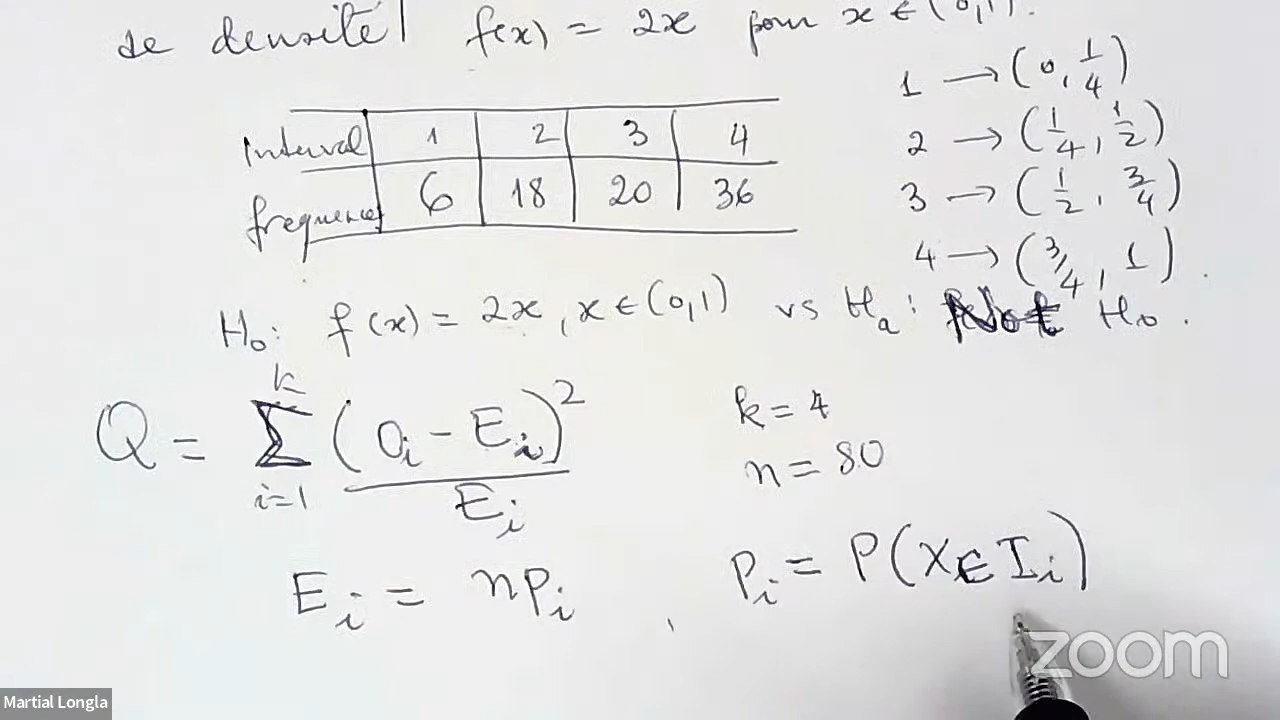 de densité f(x) = 2x pour x ∈ (0,1).
1 → (0, 1/4)
interval 1 2 3 4
2 → (1/4, 1/2)
frequences 6 18 20 36
3 → (1/2, 3/4)
4 → (3/4, 1)
H₀: f(x) = 2x, x ∈ (0,1) vs Hₐ: Not H₀.
Q = Σ_{i=1}^{k} (Oᵢ - Eᵢ)² / Eᵢ
k = 4
n = 80
Eᵢ = npᵢ , pᵢ = P(X ∈ Iᵢ)
zoom
Martial Longla